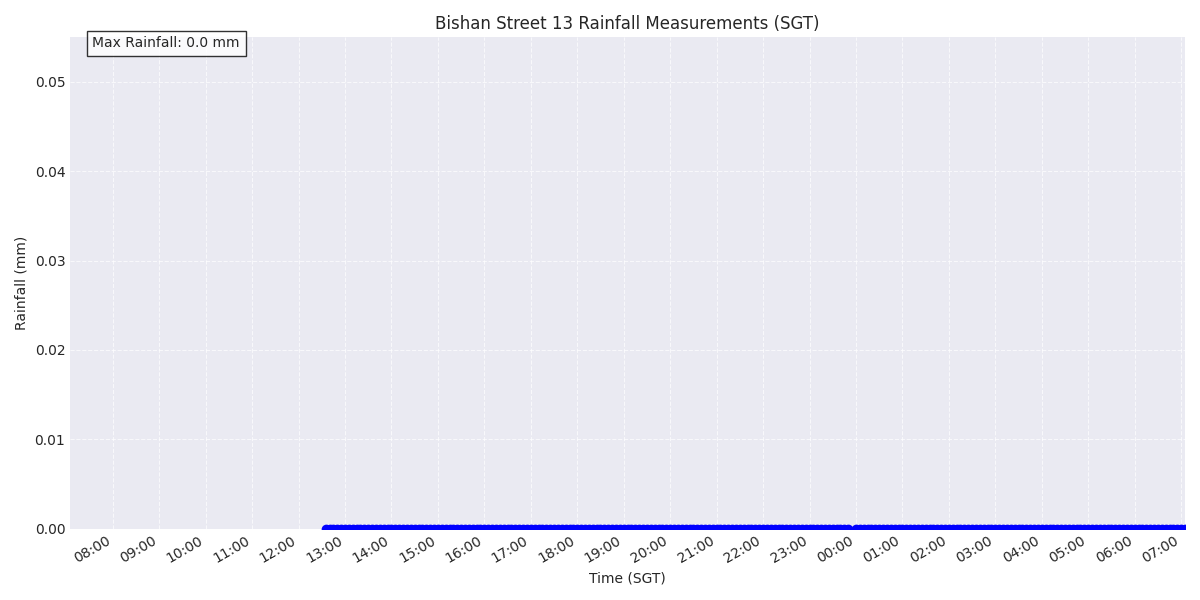 Bishan Street 13 Rainfall Measurements (SGT)
Max Rainfall: 0.0 mm
0.05
0.04
0.03
0.02
0.01
0.00
Rainfall (mm)
08:00 09:00 10:00 11:00 12:00 13:00 14:00 15:00 16:00 17:00 18:00 19:00 20:00 21:00 22:00 23:00 00:00 01:00 02:00 03:00 04:00 05:00 06:00 07:00
Time (SGT)